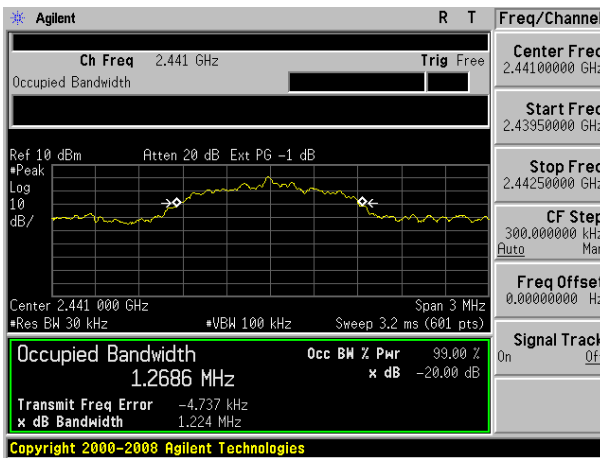 Agilent R T
Freq/Channel
Ch Freq 2.441 GHz Trig Free
Occupied Bandwidth
Center Freq
2.44100000 GHz
Start Freq
2.43950000 GHz
Stop Freq
2.44250000 GHz
CF Step
300.000000 kHz
Auto Man
Freq Offset
0.00000000 Hz
Signal Track
On Off
Ref 10 dBm Atten 20 dB Ext PG -1 dB
#Peak
Log
10
dB/
Center 2.441 000 GHz Span 3 MHz
#Res BW 30 kHz #VBW 100 kHz Sweep 3.2 ms (601 pts)
Occupied Bandwidth Occ BW % Pwr 99.00 %
1.2686 MHz x dB -20.00 dB
Transmit Freq Error -4.737 kHz
x dB Bandwidth 1.224 MHz
Copyright 2000-2008 Agilent Technologies